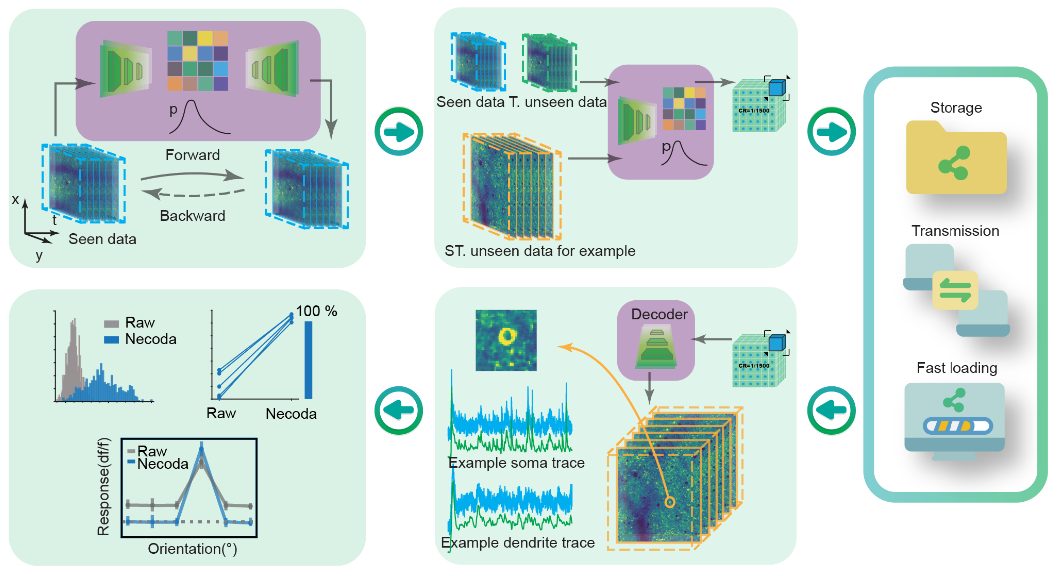 p
Forward
Backward
x
t
y
Seen data
Seen data
T. unseen data
p
CR=1/1500
ST. unseen data for example
Storage
Transmission
Fast loading
Raw
Necoda
100 %
Raw
Necoda
Response(df/f)
Raw
Necoda
Orientation(°)
Decoder
CR=1/1500
Example soma trace
Example dendrite trace